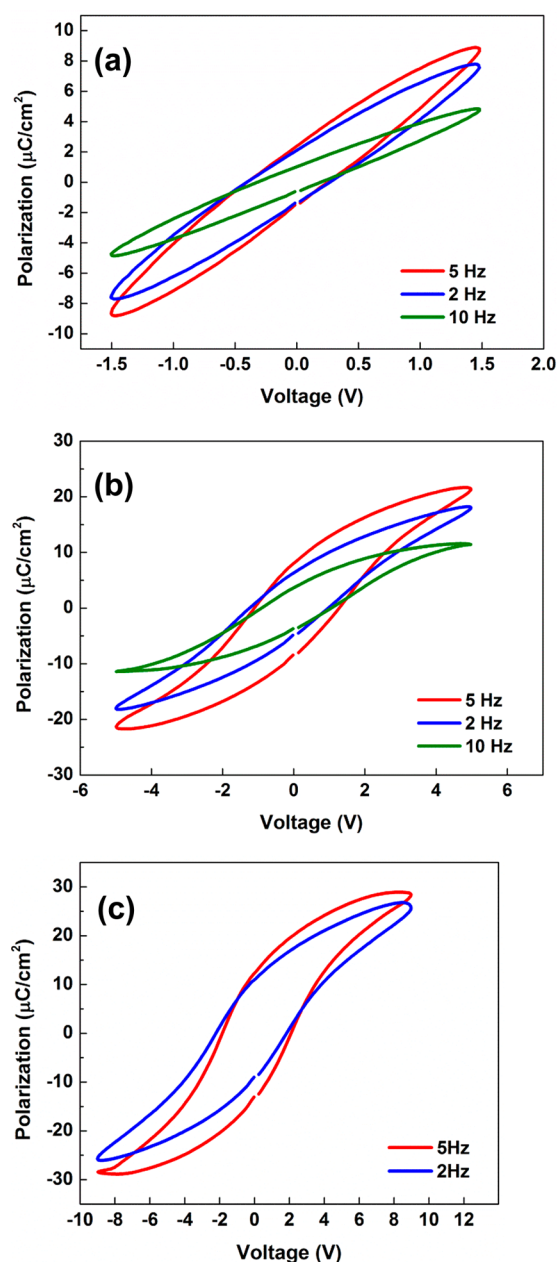 (a)
10
8
6
4
2
0
-2
-4
-6
-8
-10
Polarization (μC/cm²)
5 Hz
2 Hz
10 Hz
-1.5 -1.0 -0.5 0.0 0.5 1.0 1.5 2.0
Voltage (V)
(b)
30
20
10
0
-10
-20
-30
Polarization (μC/cm²)
5 Hz
2 Hz
10 Hz
-6 -4 -2 0 2 4 6
Voltage (V)
(c)
30
20
10
0
-10
-20
-30
Polarization (μC/cm²)
5Hz
2Hz
-10 -8 -6 -4 -2 0 2 4 6 8 10 12
Voltage (V)